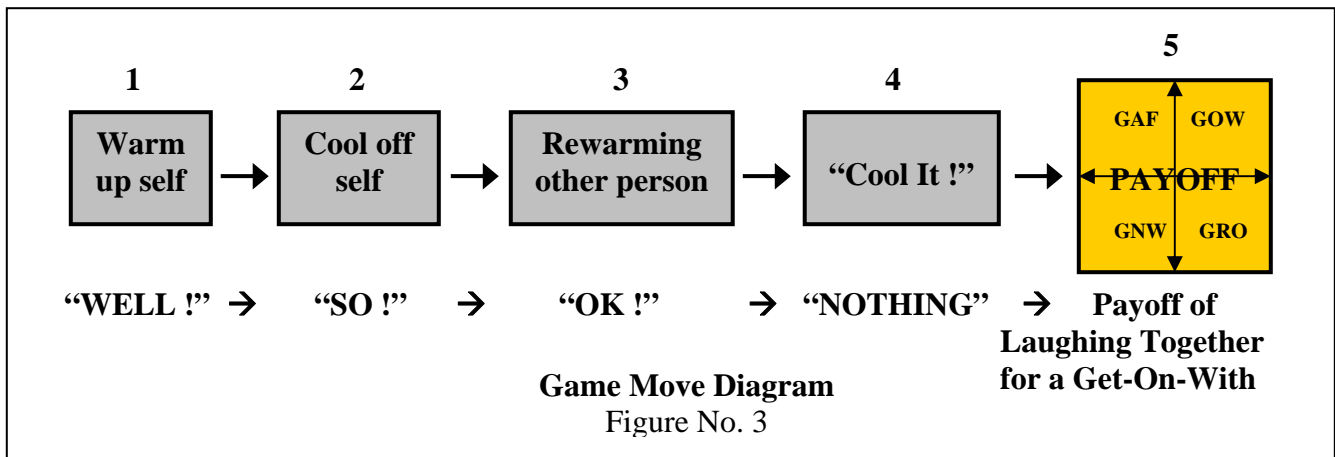 1
2
3
4
5
Warm
up self
Cool off
self
Rewarming
other person
“Cool It !”
GAF
GOW
PAYOFF
GNW
GRO
“WELL !” → “SO !” → “OK !” → “NOTHING” → Payoff of
Laughing Together
for a Get-On-With
Game Move Diagram
Figure No. 3